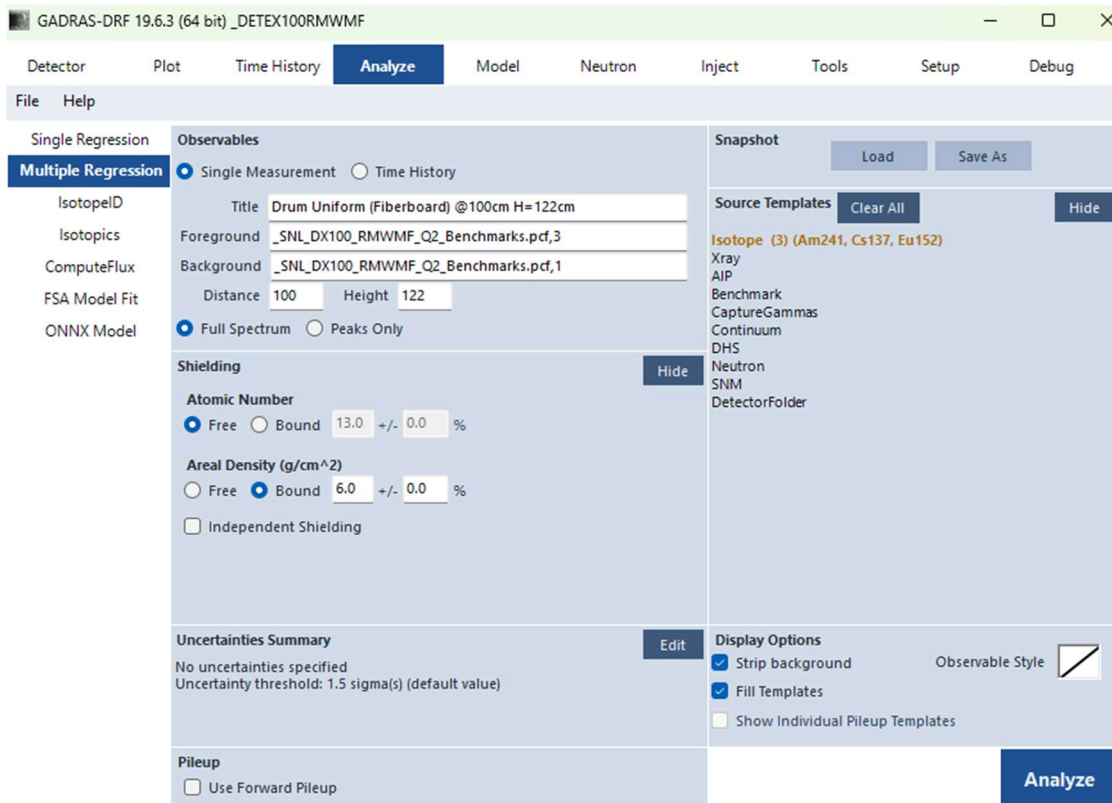 GADRAS-DRF 19.6.3 (64 bit) _DETEX100RMWMF
Detector Plot Time History Analyze Model Neutron Inject Tools Setup Debug
File Help
Single Regression
Multiple Regression
IsotopeID
Isotopics
ComputeFlux
FSA Model Fit
ONNX Model
Observables
Single Measurement Time History
Title Drum Uniform (Fiberboard) @100cm H=122cm
Foreground _SNL_DX100_RMWMF_Q2_Benchmarks.pcf,3
Background _SNL_DX100_RMWMF_Q2_Benchmarks.pcf,1
Distance 100 Height 122
Full Spectrum Peaks Only
Shielding Hide
Atomic Number
Free Bound 13.0 +/- 0.0 %
Areal Density (g/cm^2)
Free Bound 6.0 +/- 0.0 %
Independent Shielding
Uncertainties Summary Edit
No uncertainties specified
Uncertainty threshold: 1.5 sigma(s) (default value)
Pileup
Use Forward Pileup
Snapshot Load Save As
Source Templates Clear All Hide
Isotope (3) (Am241, Cs137, Eu152)
Xray
AIP
Benchmark
CaptureGammas
Continuum
DHS
Neutron
SNM
DetectorFolder
Display Options
Strip background Observable Style
Fill Templates
Show Individual Pileup Templates
Analyze